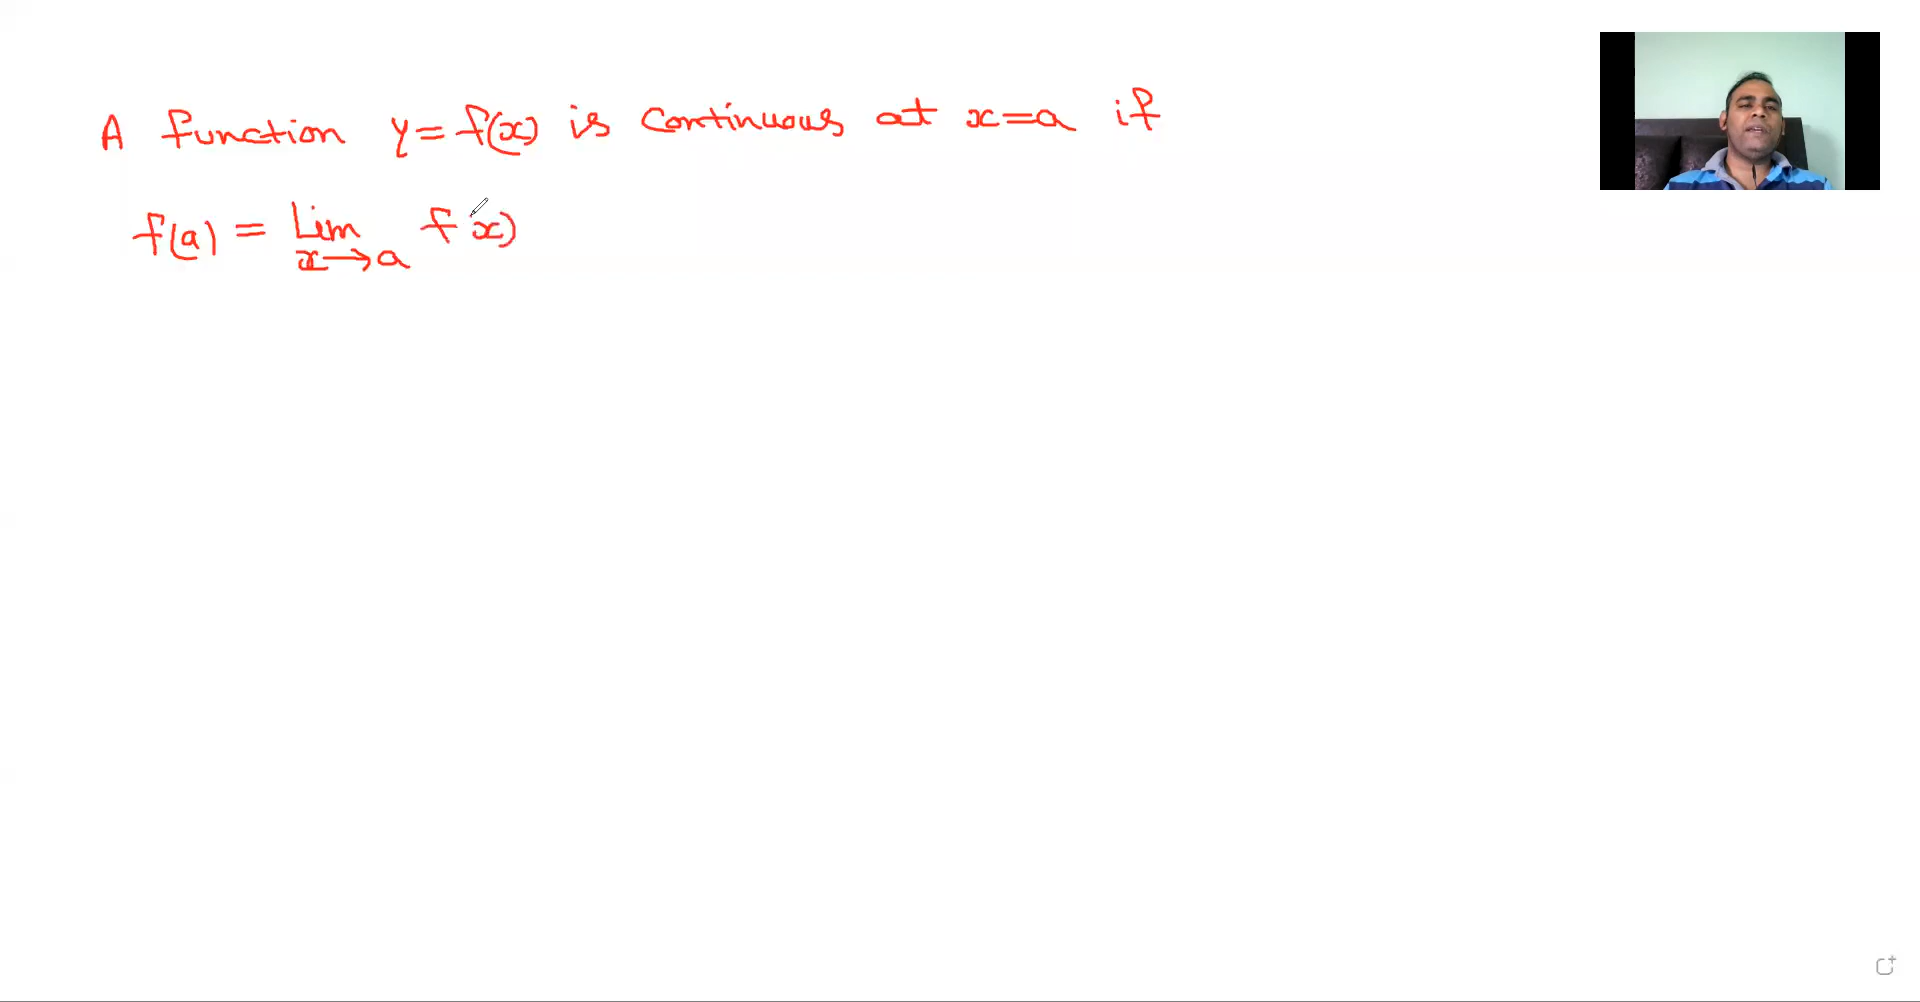 A function y = f(x) is continuous at x=a if
f(a) = Lim f x)
x→a